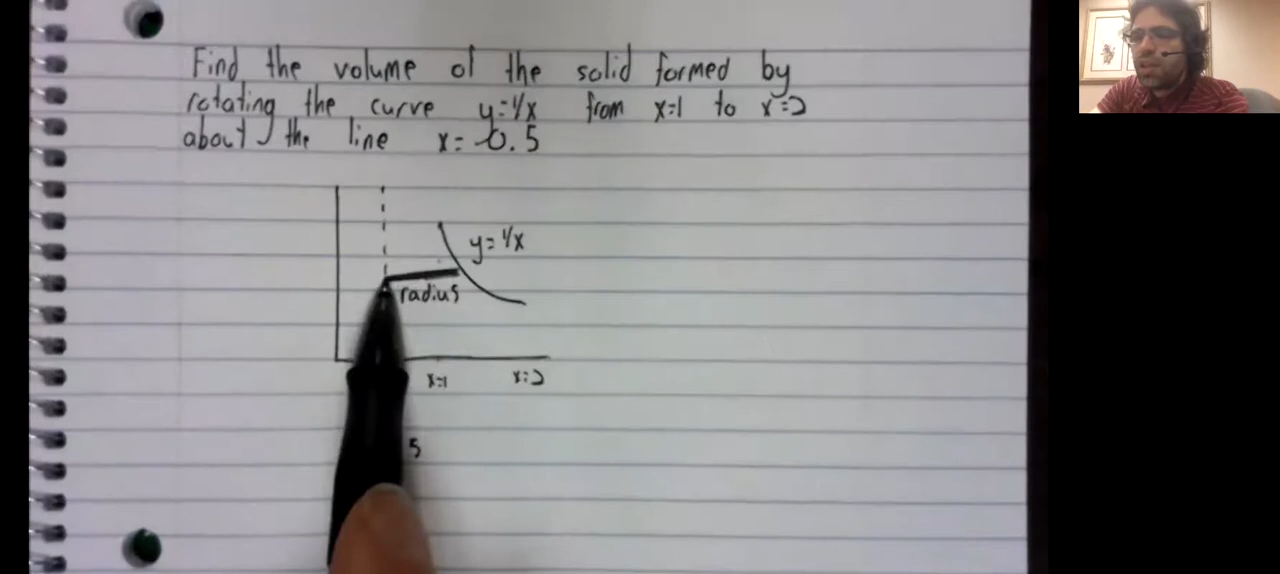 Find the volume of the solid formed by
rotating the curve y=1/x from x=1 to x=2
about the line x=-0.5
y=1/x
radius
x=1 x=2
5